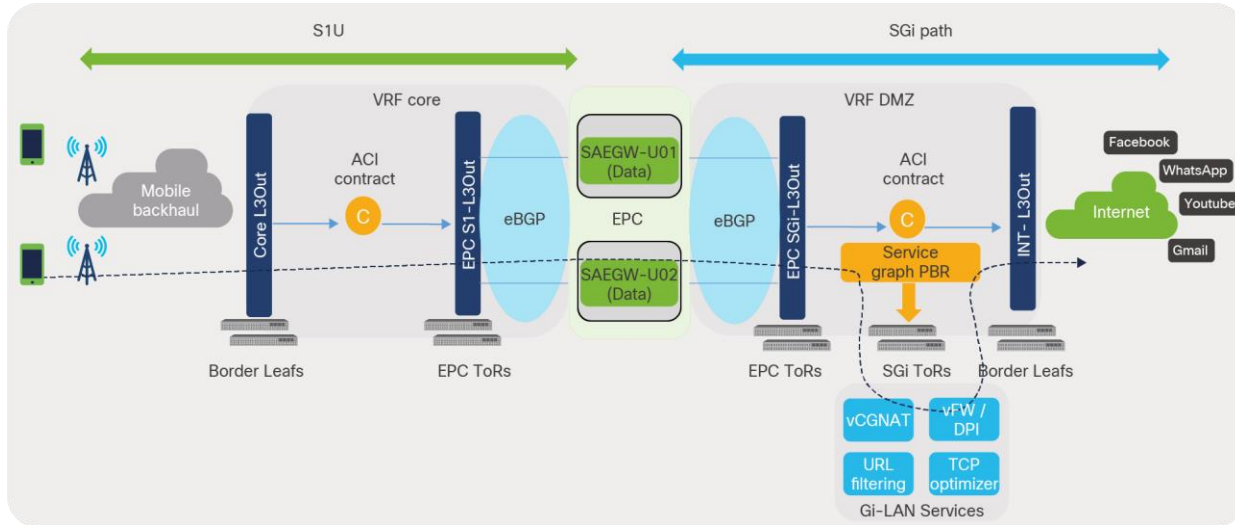 S1U
SGi path
VRF core
VRF DMZ
Mobile
backhaul
Core L3Out
ACI
contract
C
EPC S1-L3Out
eBGP
SAEGW-U01
(Data)
EPC
SAEGW-U02
(Data)
eBGP
EPC SGi-L3Out
ACI
contract
C
Service
graph PBR
INT- L3Out
Facebook
WhatsApp
Youtube
Internet
Gmail
Border Leafs
EPC ToRs
EPC ToRs
SGi ToRs
Border Leafs
vCGNAT
vFW /
DPI
URL
filtering
TCP
optimizer
Gi-LAN Services